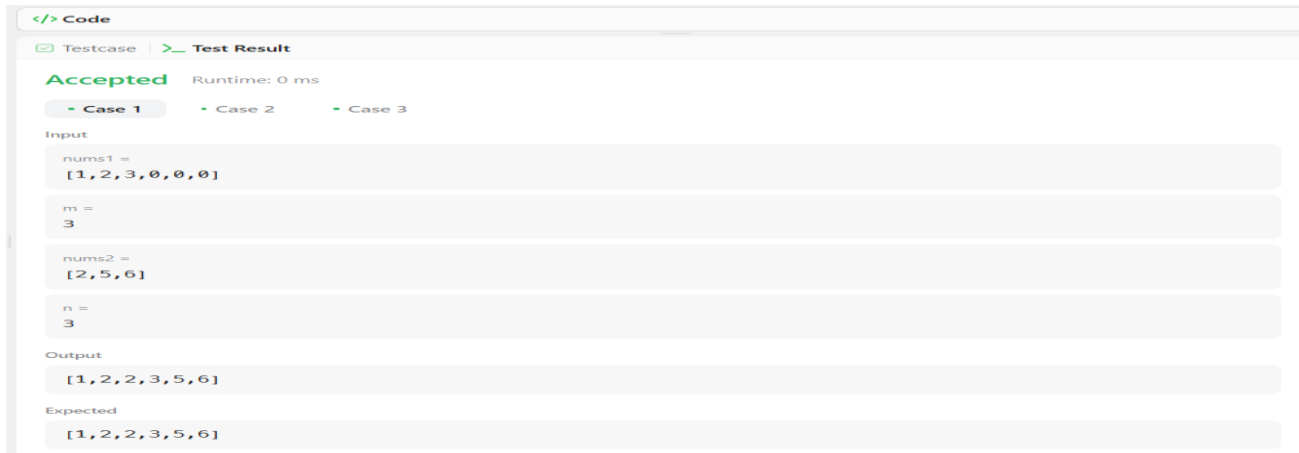 </> Code
Testcase | >_ Test Result
Accepted Runtime: 0 ms
• Case 1 • Case 2 • Case 3
Input
nums1 =
[1,2,3,0,0,0]
m =
3
nums2 =
[2,5,6]
n =
3
Output
[1,2,2,3,5,6]
Expected
[1,2,2,3,5,6]